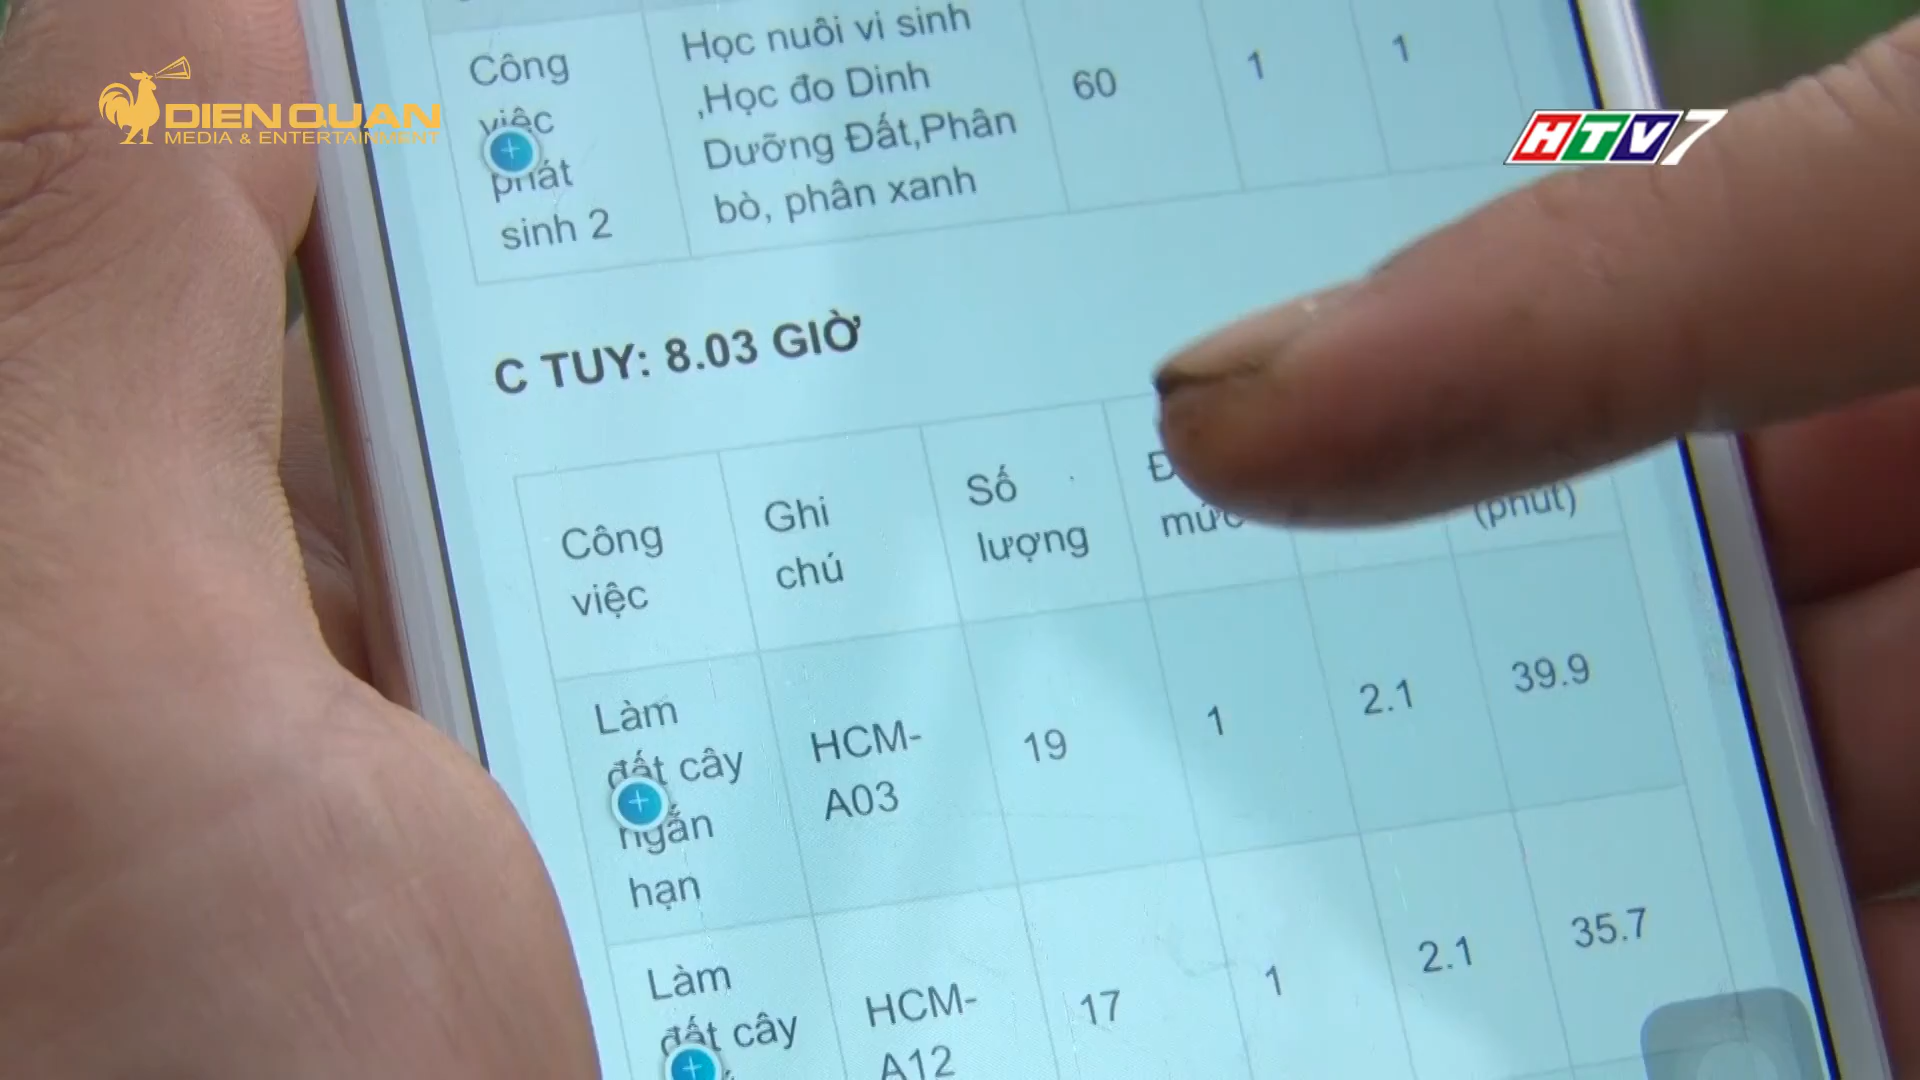 DIEN QUAN
MEDIA & ENTERTAINMENT
HTV7
Công
việc
phát
sinh 2
Học nuôi vi sinh
,Học đo Dinh
Dưỡng Đất,Phân
bò, phân xanh
60
1
1
C TUY: 8.03 GIỜ
Công
việc
Ghi
chú
Số
lượng
mức
(phút)
Làm
đất cây
ngắn
hạn
HCM-
A03
19
1
2.1
39.9
Làm
đất cây
HCM-
A12
17
1
2.1
35.7